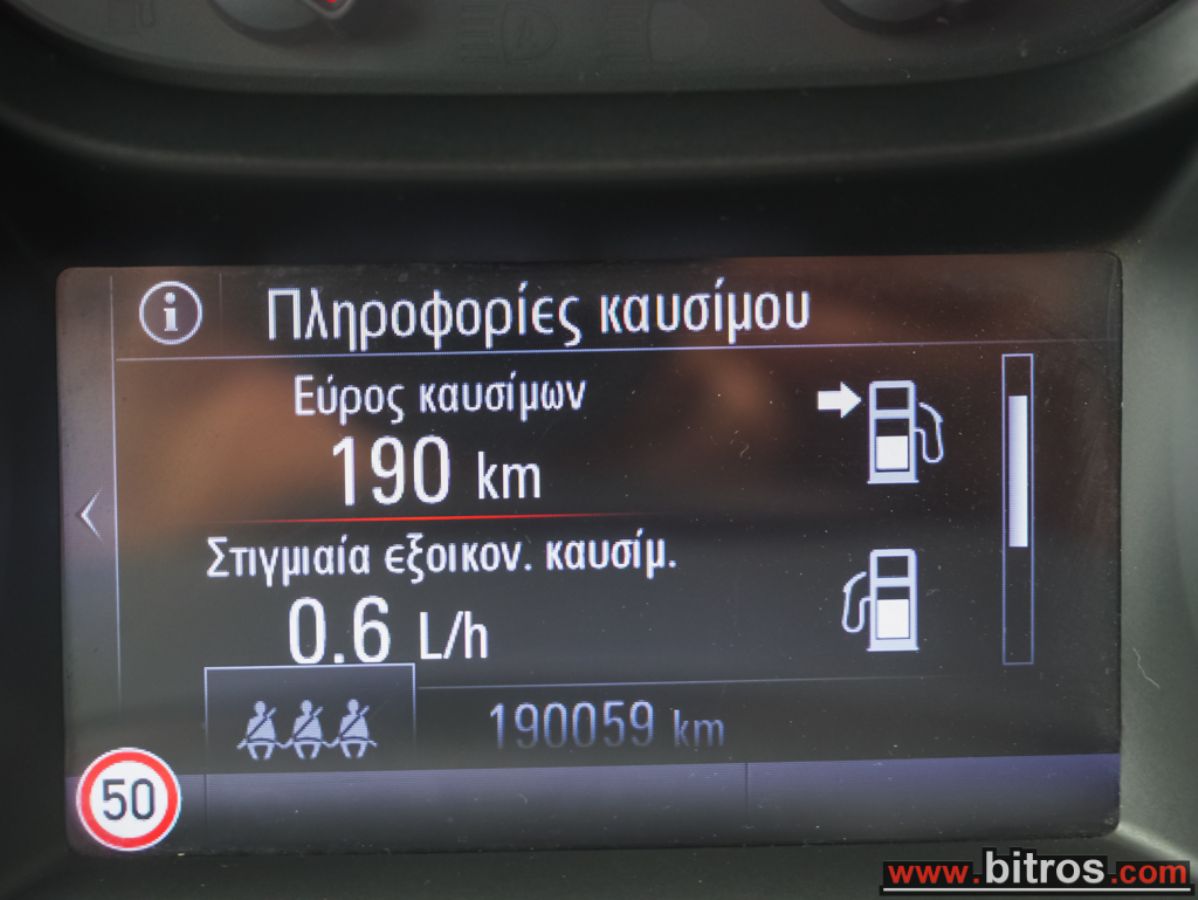 Πληροφορίες καυσίμου
Εύρος καυσίμων
190 km
Στιγμιαία εξοικον. καυσίμ.
0.6 L/h
190059 km
50
www.bitros.com